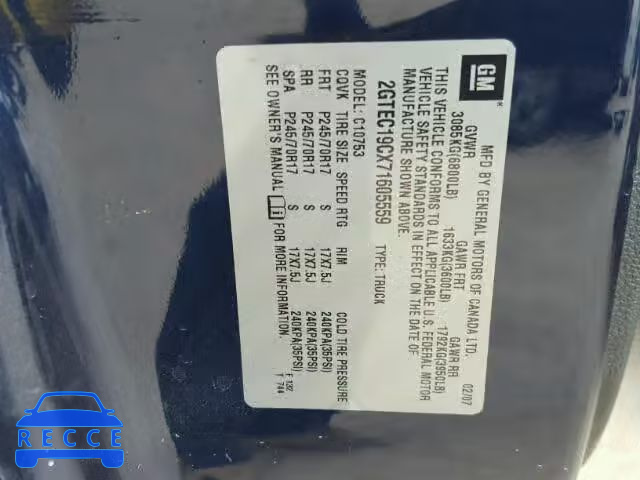 GM
MFD BY GENERAL MOTORS OF CANADA LTD.
02/07
GVWR
GAWR FRT
GAWR RR
3085KG(6800LB)
1633KG(3600LB)
1792KG(3950LB)
THIS VEHICLE CONFORMS TO ALL APPLICABLE U.S. FEDERAL MOTOR
VEHICLE SAFETY STANDARDS IN EFFECT ON THE DATE OF
MANUFACTURE SHOWN ABOVE.
2GTEC19CX71605559
TYPE: TRUCK
MODEL: C10753
CQVK TIRE SIZE SPEED RTG RIM COLD TIRE PRESSURE
FRT P245/70R17 S 17X7.5J 240KPA(35PSI)
RR P245/70R17 S 17X7.5J 240KPA(35PSI)
SPA P245/70R17 S 17X7.5J 240KPA(35PSI)
SEE OWNER'S MANUAL FOR MORE INFORMATION.
RECCE